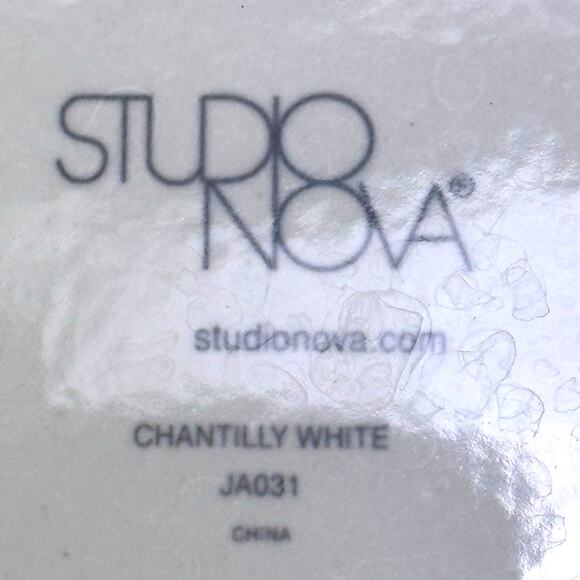 STUDIO
NOVA®
studionova.com
CHANTILLY WHITE
JA031
CHINA